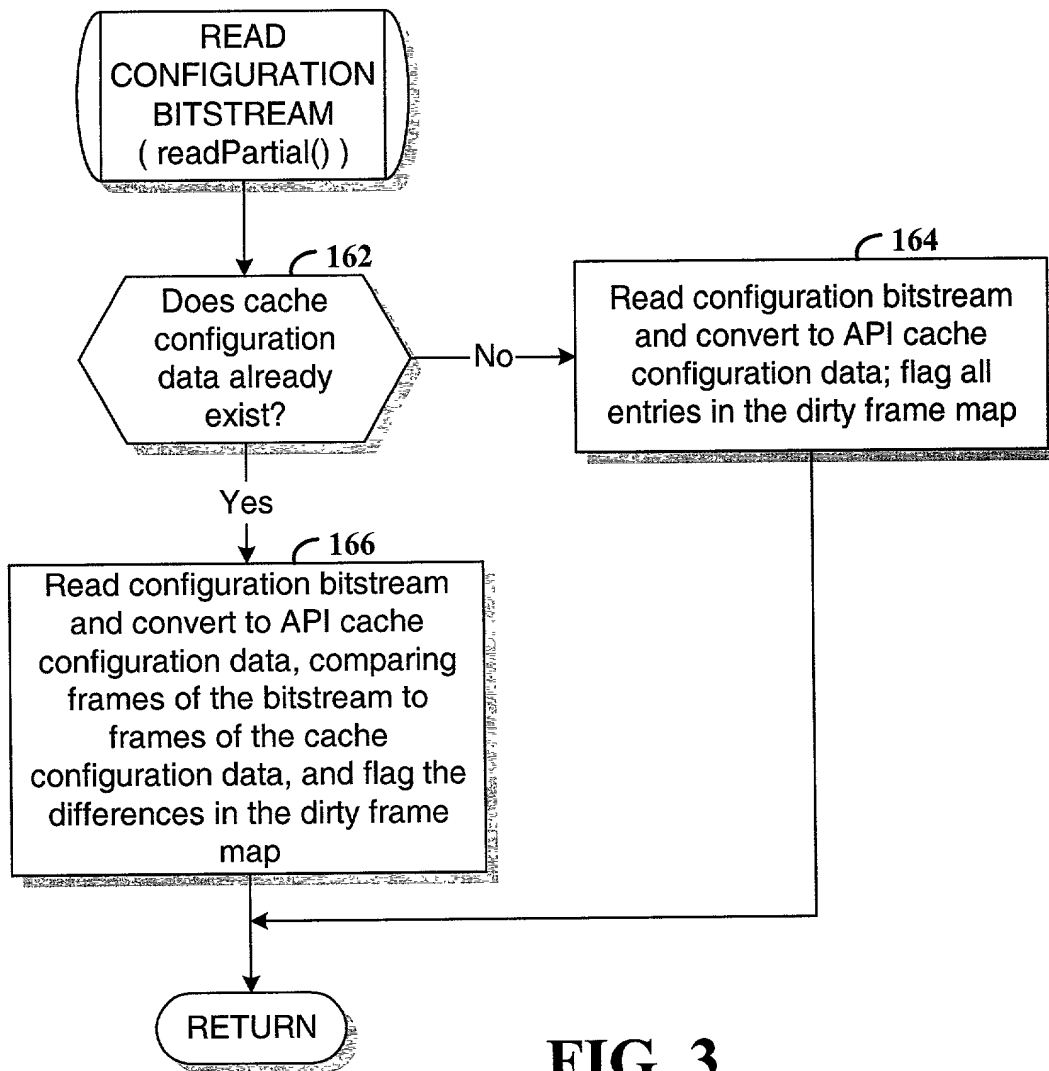 READ
CONFIGURATION
BITSTREAM
( readPartial() )
162
Does cache
configuration
data already
exist?
No
164
Read configuration bitstream
and convert to API cache
configuration data; flag all
entries in the dirty frame map
Yes
166
Read configuration bitstream
and convert to API cache
configuration data, comparing
frames of the bitstream to
frames of the cache
configuration data, and flag the
differences in the dirty frame
map
RETURN
FIG. 3